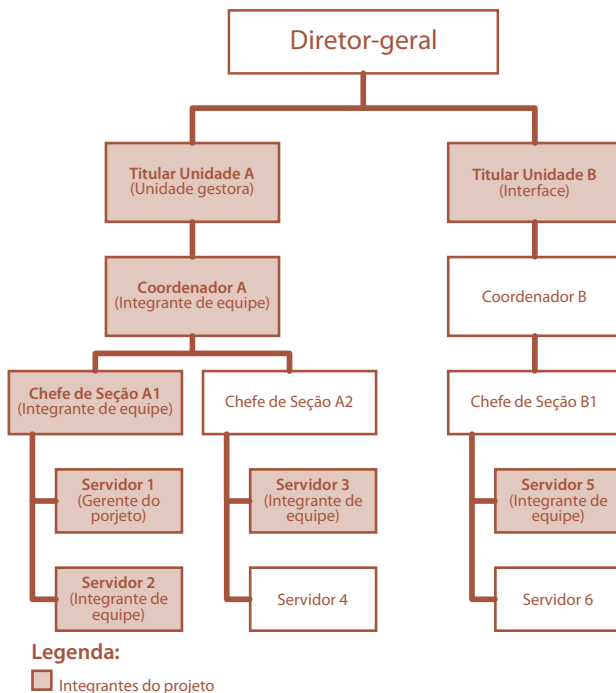 Diretor-geral
Titular Unidade A
(Unidade gestora)
Titular Unidade B
(Interface)
Coordenador A
(Integrante de equipe)
Coordenador B
Chefe de Seção A1
(Integrante de equipe)
Chefe de Seção A2
Chefe de Seção B1
Servidor 1
(Gerente do
porjeto)
Servidor 3
(Integrante de
equipe)
Servidor 5
(Integrante de
equipe)
Servidor 2
(Integrante de
equipe)
Servidor 4
Servidor 6
Legenda:
Integrantes do projeto